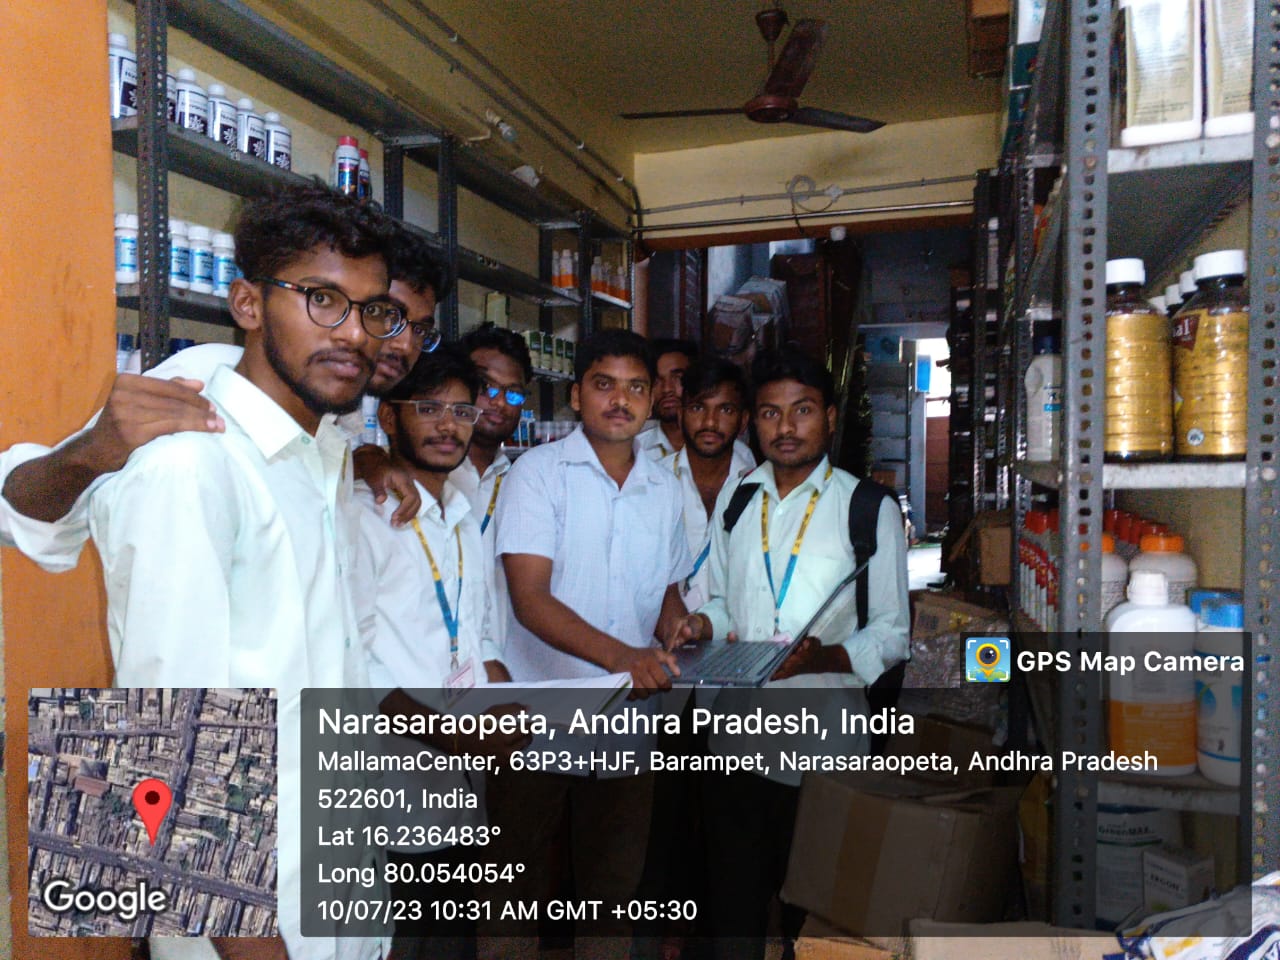 GreenMAX
GPS Map Camera
Narasaraopeta, Andhra Pradesh, India
MallamaCenter, 63P3+HJF, Barampet, Narasaraopeta, Andhra Pradesh
522601, India
Lat 16.236483°
Long 80.054054°
10/07/23 10:31 AM GMT +05:30
Google